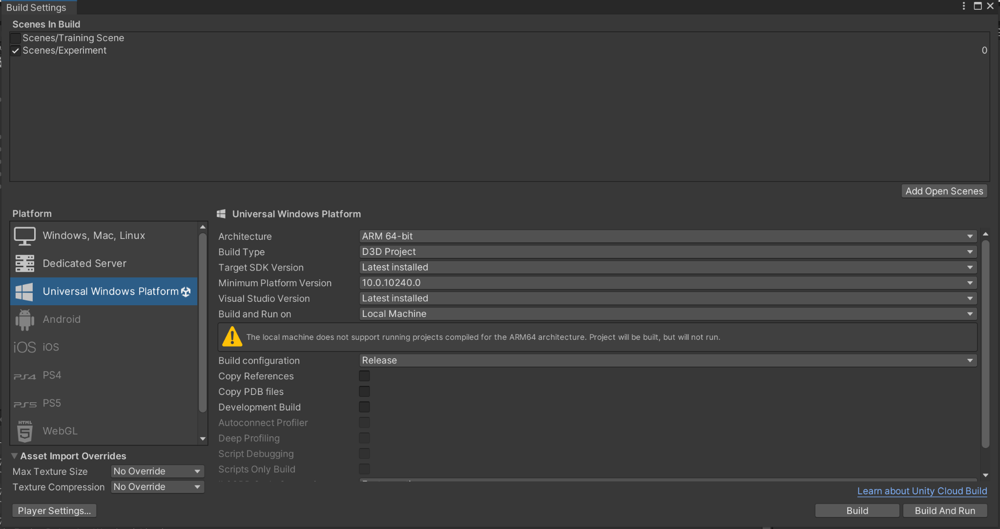 Build Settings
Scenes In Build
Scenes/Training Scene
Scenes/Experiment 0
Add Open Scenes
Platform
Windows, Mac, Linux
Dedicated Server
Universal Windows Platform
Android
iOS iOS
PS4 PS4
PS5 PS5
HTML 5 WebGL
Asset Import Overrides
Max Texture Size No Override
Texture Compression No Override
Player Settings...
Universal Windows Platform
Architecture ARM 64-bit
Build Type D3D Project
Target SDK Version Latest installed
Minimum Platform Version 10.0.10240.0
Visual Studio Version Latest installed
Build and Run on Local Machine
The local machine does not support running projects compiled for the ARM64 architecture. Project will be built, but will not run.
Build configuration Release
Copy References
Copy PDB files
Development Build
Autoconnect Profiler
Deep Profiling
Script Debugging
Scripts Only Build
Learn about Unity Cloud Build
Build Build And Run